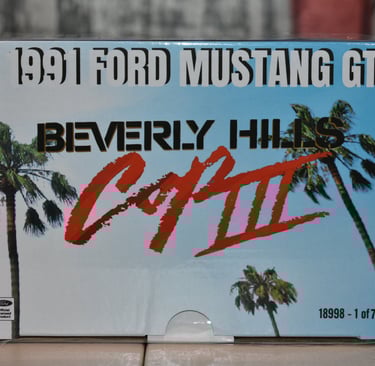 1991 FORD MUSTANG GT
BEVERLY HILLS
Cop III
18998 - 1 of 7